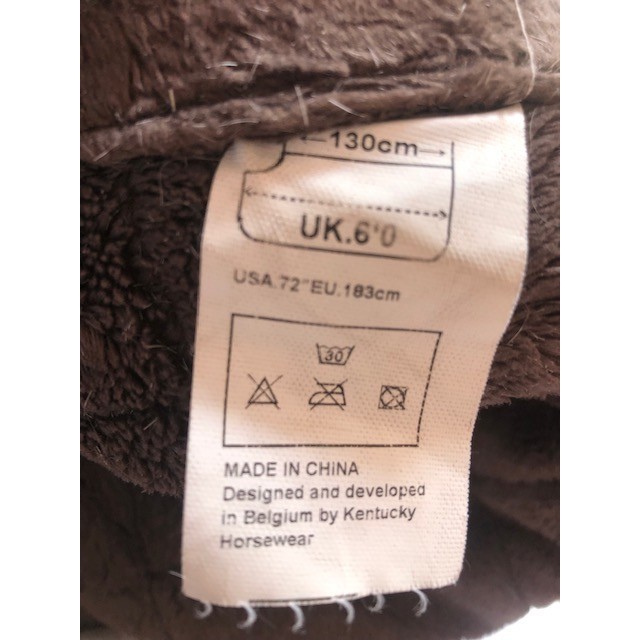 130cm
UK.6'0
USA.72"EU.183cm
30
MADE IN CHINA
Designed and developed
in Belgium by Kentucky
Horsewear